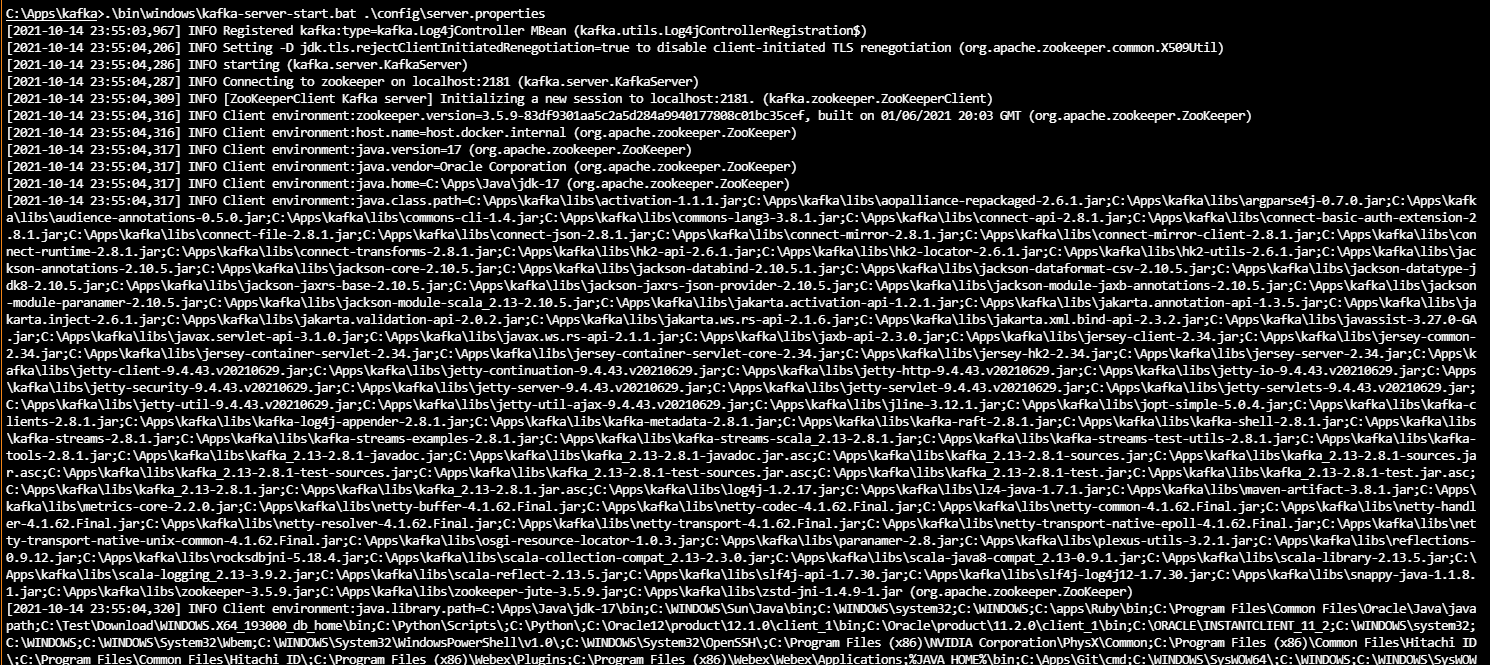 C:\Apps\kafka>.\bin\windows\kafka-server-start.bat .\config\server.properties
[2021-10-14 23:55:03,967] INFO Registered kafka:type=kafka.Log4jController MBean (kafka.utils.Log4jControllerRegistration$)
[2021-10-14 23:55:04,206] INFO Setting -D jdk.tls.rejectClientInitiatedRenegotiation=true to disable client-initiated TLS renegotiation (org.apache.zookeeper.common.X509Util)
[2021-10-14 23:55:04,286] INFO starting (kafka.server.KafkaServer)
[2021-10-14 23:55:04,287] INFO Connecting to zookeeper on localhost:2181 (kafka.server.KafkaServer)
[2021-10-14 23:55:04,309] INFO [ZooKeeperClient Kafka server] Initializing a new session to localhost:2181. (kafka.zookeeper.ZooKeeperClient)
[2021-10-14 23:55:04,316] INFO Client environment:zookeeper.version=3.5.9-83df9301aa5c2a5d284a9940177808c01bc35cef, built on 01/06/2021 20:03 GMT (org.apache.zookeeper.ZooKeeper)
[2021-10-14 23:55:04,316] INFO Client environment:host.name=host.docker.internal (org.apache.zookeeper.ZooKeeper)
[2021-10-14 23:55:04,317] INFO Client environment:java.version=17 (org.apache.zookeeper.ZooKeeper)
[2021-10-14 23:55:04,317] INFO Client environment:java.vendor=Oracle Corporation (org.apache.zookeeper.ZooKeeper)
[2021-10-14 23:55:04,317] INFO Client environment:java.home=C:\Apps\Java\jdk-17 (org.apache.zookeeper.ZooKeeper)
[2021-10-14 23:55:04,317] INFO Client environment:java.class.path=C:\Apps\kafka\libs\activation-1.1.1.jar;C:\Apps\kafka\libs\aopalliance-repackaged-2.6.1.jar;C:\Apps\kafka\libs\argparse4j-0.7.0.jar;C:\Apps\kafk
a\libs\audience-annotations-0.5.0.jar;C:\Apps\kafka\libs\commons-cli-1.4.jar;C:\Apps\kafka\libs\commons-lang3-3.8.1.jar;C:\Apps\kafka\libs\connect-api-2.8.1.jar;C:\Apps\kafka\libs\connect-basic-auth-extension-2
.8.1.jar;C:\Apps\kafka\libs\connect-file-2.8.1.jar;C:\Apps\kafka\libs\connect-json-2.8.1.jar;C:\Apps\kafka\libs\connect-mirror-2.8.1.jar;C:\Apps\kafka\libs\connect-mirror-client-2.8.1.jar;C:\Apps\kafka\libs\con
nect-runtime-2.8.1.jar;C:\Apps\kafka\libs\connect-transforms-2.8.1.jar;C:\Apps\kafka\libs\hk2-api-2.6.1.jar;C:\Apps\kafka\libs\hk2-locator-2.6.1.jar;C:\Apps\kafka\libs\hk2-utils-2.6.1.jar;C:\Apps\kafka\libs\jac
kson-annotations-2.10.5.jar;C:\Apps\kafka\libs\jackson-core-2.10.5.jar;C:\Apps\kafka\libs\jackson-databind-2.10.5.1.jar;C:\Apps\kafka\libs\jackson-dataformat-csv-2.10.5.jar;C:\Apps\kafka\libs\jackson-datatype-j
dk8-2.10.5.jar;C:\Apps\kafka\libs\jackson-jaxrs-base-2.10.5.jar;C:\Apps\kafka\libs\jackson-jaxrs-json-provider-2.10.5.jar;C:\Apps\kafka\libs\jackson-module-jaxb-annotations-2.10.5.jar;C:\Apps\kafka\libs\jackson
-module-paranamer-2.10.5.jar;C:\Apps\kafka\libs\jackson-module-scala_2.13-2.10.5.jar;C:\Apps\kafka\libs\jakarta.activation-api-1.2.1.jar;C:\Apps\kafka\libs\jakarta.annotation-api-1.3.5.jar;C:\Apps\kafka\libs\ja
karta.inject-2.6.1.jar;C:\Apps\kafka\libs\jakarta.validation-api-2.0.2.jar;C:\Apps\kafka\libs\jakarta.ws.rs-api-2.1.6.jar;C:\Apps\kafka\libs\jakarta.xml.bind-api-2.3.2.jar;C:\Apps\kafka\libs\javassist-3.27.0-GA
.jar;C:\Apps\kafka\libs\javax.servlet-api-3.1.0.jar;C:\Apps\kafka\libs\javax.ws.rs-api-2.1.1.jar;C:\Apps\kafka\libs\jaxb-api-2.3.0.jar;C:\Apps\kafka\libs\jersey-client-2.34.jar;C:\Apps\kafka\libs\jersey-common-
2.34.jar;C:\Apps\kafka\libs\jersey-container-servlet-2.34.jar;C:\Apps\kafka\libs\jersey-container-servlet-core-2.34.jar;C:\Apps\kafka\libs\jersey-hk2-2.34.jar;C:\Apps\kafka\libs\jersey-server-2.34.jar;C:\Apps\k
afka\libs\jetty-client-9.4.43.v20210629.jar;C:\Apps\kafka\libs\jetty-continuation-9.4.43.v20210629.jar;C:\Apps\kafka\libs\jetty-http-9.4.43.v20210629.jar;C:\Apps\kafka\libs\jetty-io-9.4.43.v20210629.jar;C:\Apps
\kafka\libs\jetty-security-9.4.43.v20210629.jar;C:\Apps\kafka\libs\jetty-server-9.4.43.v20210629.jar;C:\Apps\kafka\libs\jetty-servlet-9.4.43.v20210629.jar;C:\Apps\kafka\libs\jetty-servlets-9.4.43.v20210629.jar;
C:\Apps\kafka\libs\jetty-util-9.4.43.v20210629.jar;C:\Apps\kafka\libs\jetty-util-ajax-9.4.43.v20210629.jar;C:\Apps\kafka\libs\jline-3.12.1.jar;C:\Apps\kafka\libs\jopt-simple-5.0.4.jar;C:\Apps\kafka\libs\kafka-c
lients-2.8.1.jar;C:\Apps\kafka\libs\kafka-log4j-appender-2.8.1.jar;C:\Apps\kafka\libs\kafka-metadata-2.8.1.jar;C:\Apps\kafka\libs\kafka-raft-2.8.1.jar;C:\Apps\kafka\libs\kafka-shell-2.8.1.jar;C:\Apps\kafka\libs
\kafka-streams-2.8.1.jar;C:\Apps\kafka\libs\kafka-streams-examples-2.8.1.jar;C:\Apps\kafka\libs\kafka-streams-scala_2.13-2.8.1.jar;C:\Apps\kafka\libs\kafka-streams-test-utils-2.8.1.jar;C:\Apps\kafka\libs\kafka-
tools-2.8.1.jar;C:\Apps\kafka\libs\kafka_2.13-2.8.1-javadoc.jar;C:\Apps\kafka\libs\kafka_2.13-2.8.1-javadoc.jar.asc;C:\Apps\kafka\libs\kafka_2.13-2.8.1-sources.jar;C:\Apps\kafka\libs\kafka_2.13-2.8.1-sources.ja
r.asc;C:\Apps\kafka\libs\kafka_2.13-2.8.1-test-sources.jar;C:\Apps\kafka\libs\kafka_2.13-2.8.1-test-sources.jar.asc;C:\Apps\kafka\libs\kafka_2.13-2.8.1-test.jar;C:\Apps\kafka\libs\kafka_2.13-2.8.1-test.jar.asc;
C:\Apps\kafka\libs\kafka_2.13-2.8.1.jar;C:\Apps\kafka\libs\kafka_2.13-2.8.1.jar.asc;C:\Apps\kafka\libs\log4j-1.2.17.jar;C:\Apps\kafka\libs\lz4-java-1.7.1.jar;C:\Apps\kafka\libs\maven-artifact-3.8.1.jar;C:\Apps\
kafka\libs\metrics-core-2.2.0.jar;C:\Apps\kafka\libs\netty-buffer-4.1.62.Final.jar;C:\Apps\kafka\libs\netty-codec-4.1.62.Final.jar;C:\Apps\kafka\libs\netty-common-4.1.62.Final.jar;C:\Apps\kafka\libs\netty-handl
er-4.1.62.Final.jar;C:\Apps\kafka\libs\netty-resolver-4.1.62.Final.jar;C:\Apps\kafka\libs\netty-transport-4.1.62.Final.jar;C:\Apps\kafka\libs\netty-transport-native-epoll-4.1.62.Final.jar;C:\Apps\kafka\libs\net
ty-transport-native-unix-common-4.1.62.Final.jar;C:\Apps\kafka\libs\osgi-resource-locator-1.0.3.jar;C:\Apps\kafka\libs\paranamer-2.8.jar;C:\Apps\kafka\libs\plexus-utils-3.2.1.jar;C:\Apps\kafka\libs\reflections-
0.9.12.jar;C:\Apps\kafka\libs\rocksdbjni-5.18.4.jar;C:\Apps\kafka\libs\scala-collection-compat_2.13-2.3.0.jar;C:\Apps\kafka\libs\scala-java8-compat_2.13-0.9.1.jar;C:\Apps\kafka\libs\scala-library-2.13.5.jar;C:\
Apps\kafka\libs\scala-logging_2.13-3.9.2.jar;C:\Apps\kafka\libs\scala-reflect-2.13.5.jar;C:\Apps\kafka\libs\slf4j-api-1.7.30.jar;C:\Apps\kafka\libs\slf4j-log4j12-1.7.30.jar;C:\Apps\kafka\libs\snappy-java-1.1.8.
1.jar;C:\Apps\kafka\libs\zookeeper-3.5.9.jar;C:\Apps\kafka\libs\zookeeper-jute-3.5.9.jar;C:\Apps\kafka\libs\zstd-jni-1.4.9-1.jar (org.apache.zookeeper.ZooKeeper)
[2021-10-14 23:55:04,320] INFO Client environment:java.library.path=C:\Apps\Java\jdk-17\bin;C:\WINDOWS\Sun\Java\bin;C:\WINDOWS\system32;C:\WINDOWS;C:\apps\Ruby\bin;C:\Program Files\Common Files\Oracle\Java\java
path;C:\Test\Download\WINDOWS.X64_193000_db_home\bin;C:\Python\Scripts\;C:\Python\;C:\Oracle12\product\12.1.0\client_1\bin;C:\Oracle\product\11.2.0\client_1\bin;C:\ORACLE\INSTANTCLIENT_11_2;C:\WINDOWS\system32;
C:\WINDOWS;C:\WINDOWS\System32\Wbem;C:\WINDOWS\System32\WindowsPowerShell\v1.0\;C:\WINDOWS\System32\OpenSSH\;C:\Program Files (x86)\NVIDIA Corporation\PhysX\Common;C:\Program Files (x86)\Common Files\Hitachi ID
\;C:\Program Files\Common Files\Hitachi ID\;C:\Program Files (x86)\Webex\Plugins;C:\Program Files (x86)\Webex\Webex\Applications;%JAVA_HOME%\bin;C:\Apps\Git\cmd;C:\WINDOWS\SysWOW64\;C:\WINDOWS;C:\WINDOWS\SysWOW